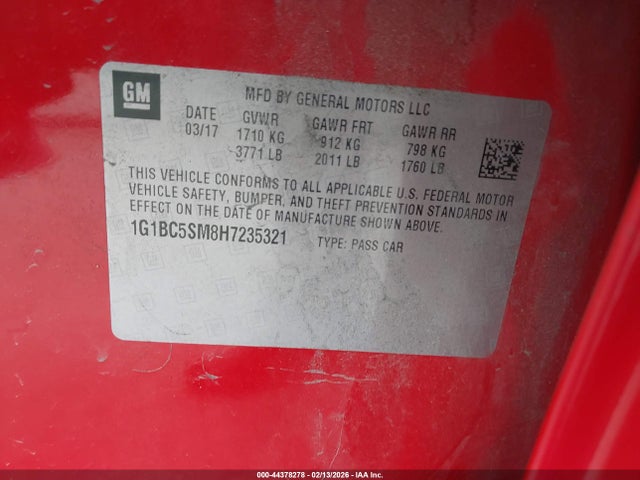 GM
MFD BY GENERAL MOTORS LLC
DATE GVWR GAWR FRT GAWR RR
03/17 1710 KG 912 KG 798 KG
3771 LB 2011 LB 1760 LB
THIS VEHICLE CONFORMS TO ALL APPLICABLE U.S. FEDERAL MOTOR
VEHICLE SAFETY, BUMPER, AND THEFT PREVENTION STANDARDS IN
EFFECT ON THE DATE OF MANUFACTURE SHOWN ABOVE.
1G1BC5SM8H7235321 TYPE: PASS CAR
000-44378278 - 02/13/2026 - IAA Inc.